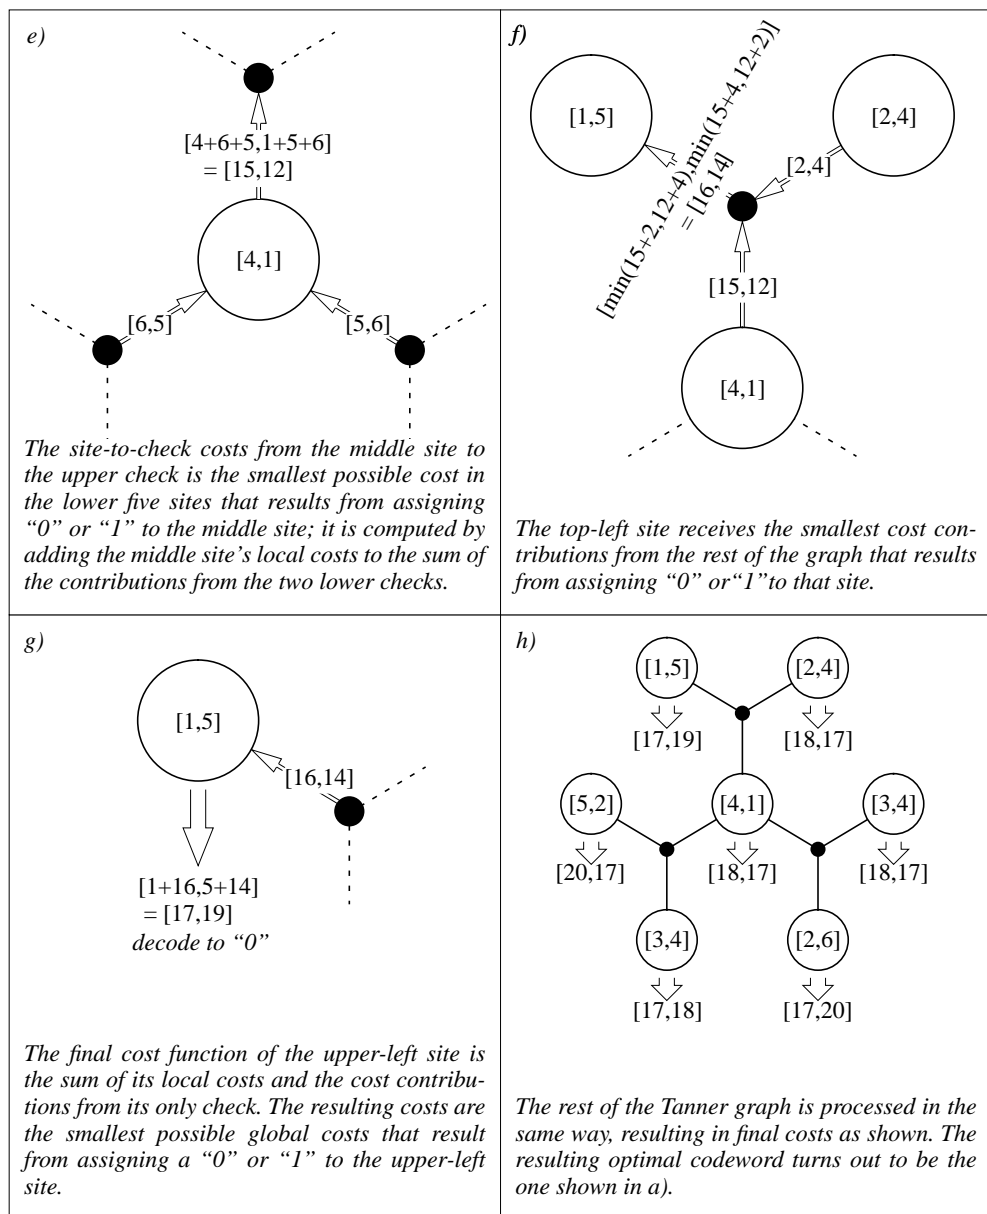 e)
[4+6+5,1+5+6]
= [15,12]
[4,1]
[6,5]
[5,6]
The site-to-check costs from the middle site to
the upper check is the smallest possible cost in
the lower five sites that results from assigning
“0” or “1” to the middle site; it is computed by
adding the middle site’s local costs to the sum of
the contributions from the two lower checks.
f)
[1,5]
[2,4]
[min(15+2,12+4),min(15+4,12+2)]
= [16,14]
[2,4]
[15,12]
[4,1]
The top-left site receives the smallest cost con-
tributions from the rest of the graph that results
from assigning “0” or“1”to that site.
g)
[1,5]
[16,14]
[1+16,5+14]
= [17,19]
decode to “0”
The final cost function of the upper-left site is
the sum of its local costs and the cost contribu-
tions from its only check. The resulting costs are
the smallest possible global costs that result
from assigning a “0” or “1” to the upper-left
site.
h)
[1,5]
[2,4]
[17,19]
[18,17]
[5,2]
[4,1]
[3,4]
[20,17]
[18,17]
[18,17]
[3,4]
[2,6]
[17,18]
[17,20]
The rest of the Tanner graph is processed in the
same way, resulting in final costs as shown. The
resulting optimal codeword turns out to be the
one shown in a).